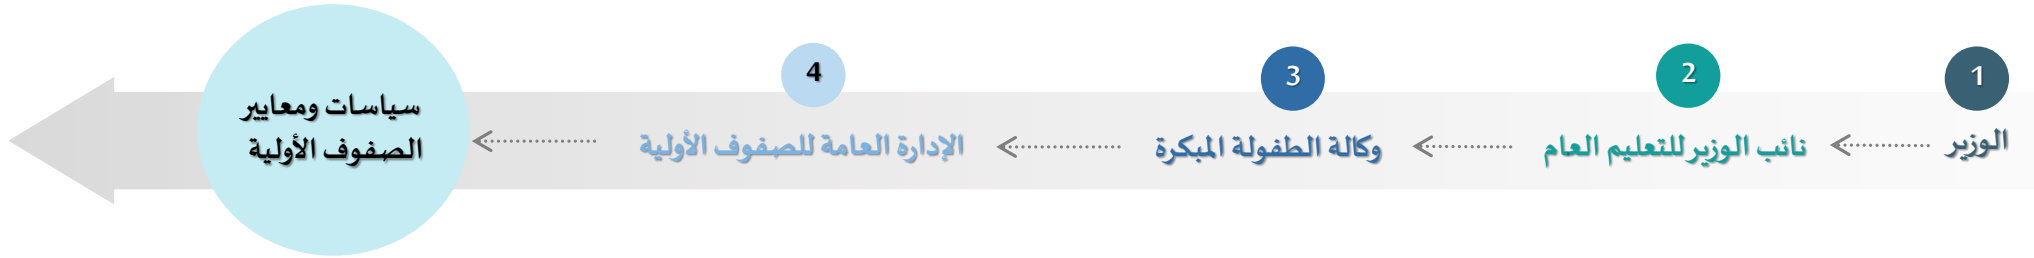 1
الوزير
2
نائب الوزير للتعليم العام
3
وكالة الطفولة المبكرة
4
الإدارة العامة للصفوف الأولية
سياسات ومعايير
الصفوف الأولية